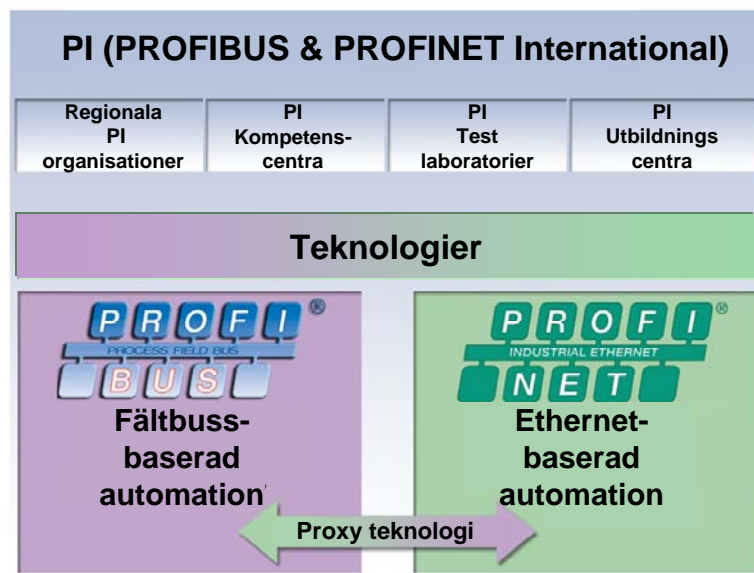 PI (PROFIBUS & PROFINET International)
Regionala
PI
organisationer
PI
Kompetens-
centra
PI
Test
laboratorier
PI
Utbildnings
centra
Teknologier
PROFI®
PROCESS FIELD BUS
BUS
Fältbuss-
baserad
automation
PROFI®
INDUSTRIAL ETHERNET
NET
Ethernet-
baserad
automation
Proxy teknologi